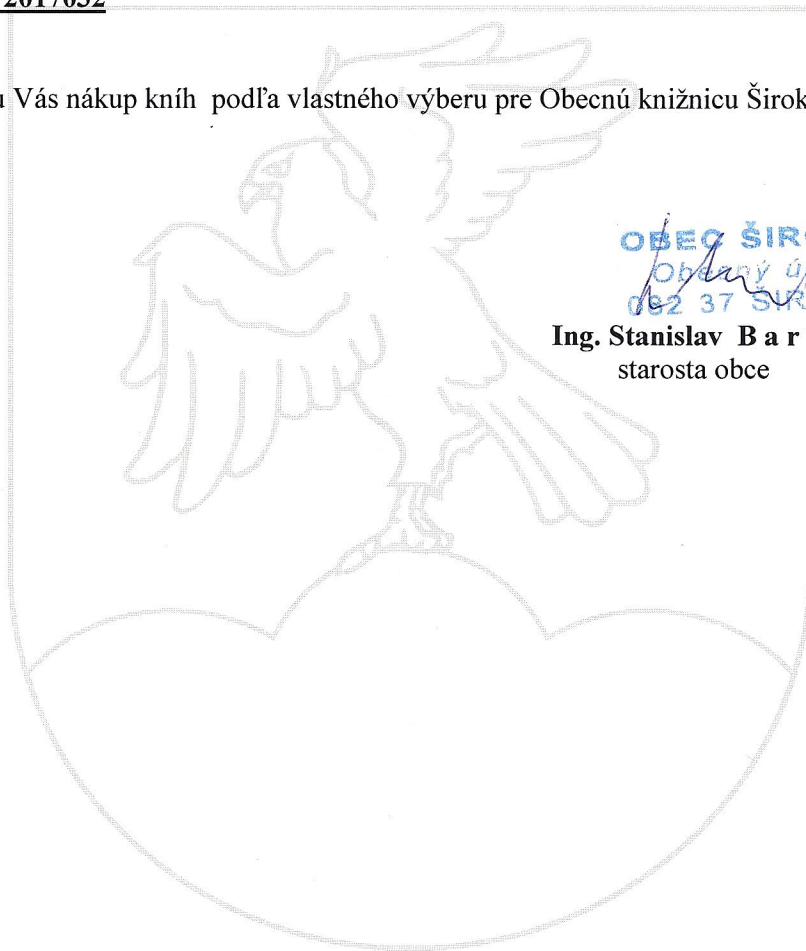 2017032
u Vás nákup kníh podľa vlastného výberu pre Obecnú knižnicu Širok
OBEC ŠIR
Obecný ú
082 37 ŠIR
Ing. Stanislav B a r
starosta obce